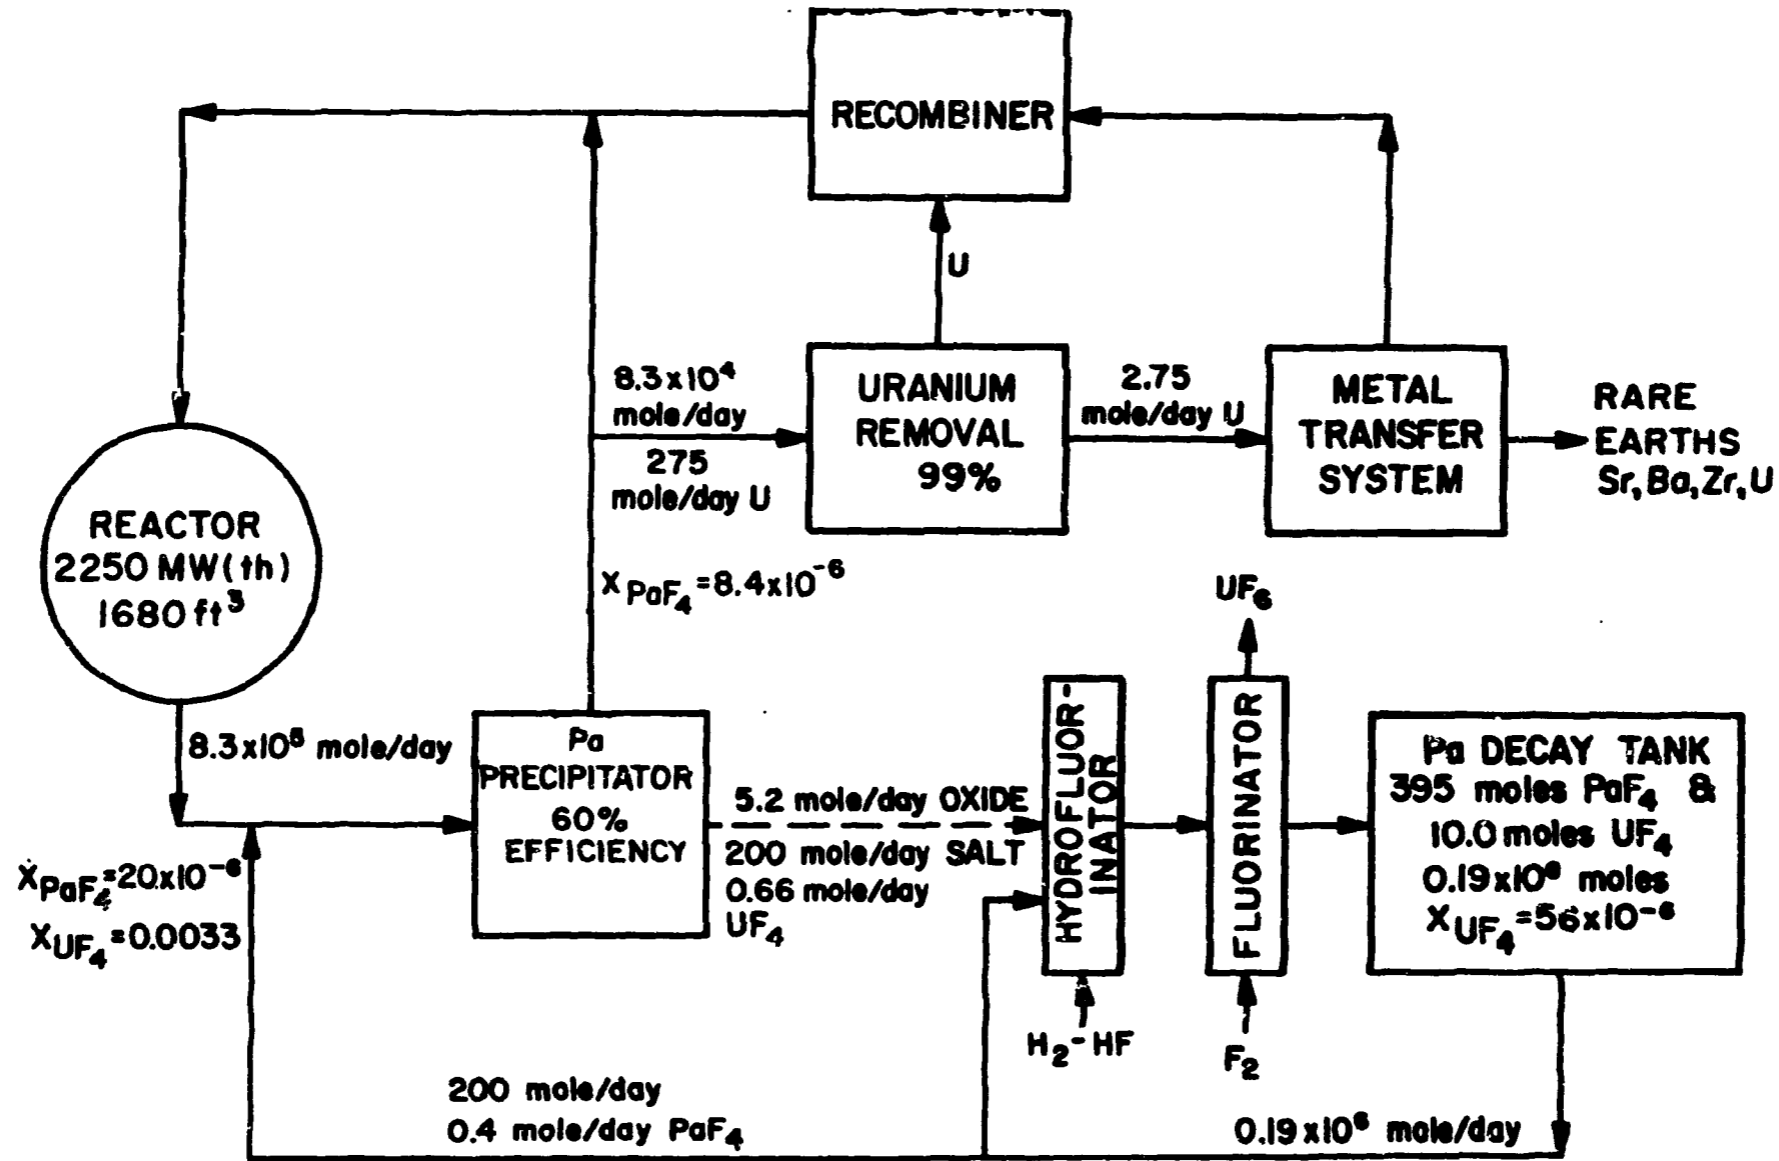 RECOMBINER
U
8.3x10⁴
mole/day
275
mole/day U
URANIUM
REMOVAL
99%
2.75
mole/day U
METAL
TRANSFER
SYSTEM
RARE
EARTHS
Sr, Ba, Zr, U
REACTOR
2250 MW(th)
1680 ft³
X PaF₄ = 8.4x10⁻⁶
UF₆
8.3x10⁵ mole/day
Pa
PRECIPITATOR
60%
EFFICIENCY
5.2 mole/day OXIDE
200 mole/day SALT
0.66 mole/day
UF₄
HYDROFLUOR-
INATOR
FLUORINATOR
Pa DECAY TANK
395 moles PaF₄ &
10.0 moles UF₄
0.19x10⁶ moles
X UF₄ = 56x10⁻⁶
X PaF₄ = 20x10⁻⁶
X UF₄ = 0.0033
H₂-HF
F₂
200 mole/day
0.4 mole/day PaF₄
0.19x10⁶ mole/day